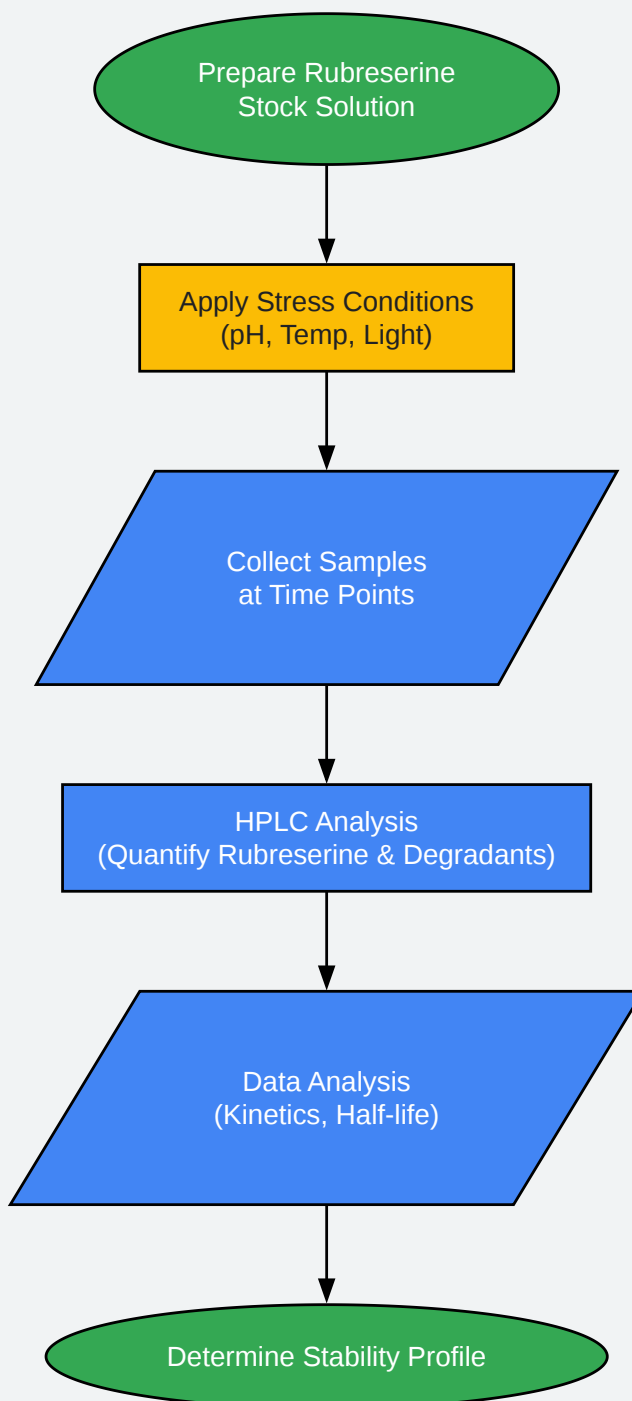 Prepare Rubreserine
Stock Solution
Apply Stress Conditions
(pH, Temp, Light)
Collect Samples
at Time Points
HPLC Analysis
(Quantify Rubreserine & Degradants)
Data Analysis
(Kinetics, Half-life)
Determine Stability Profile